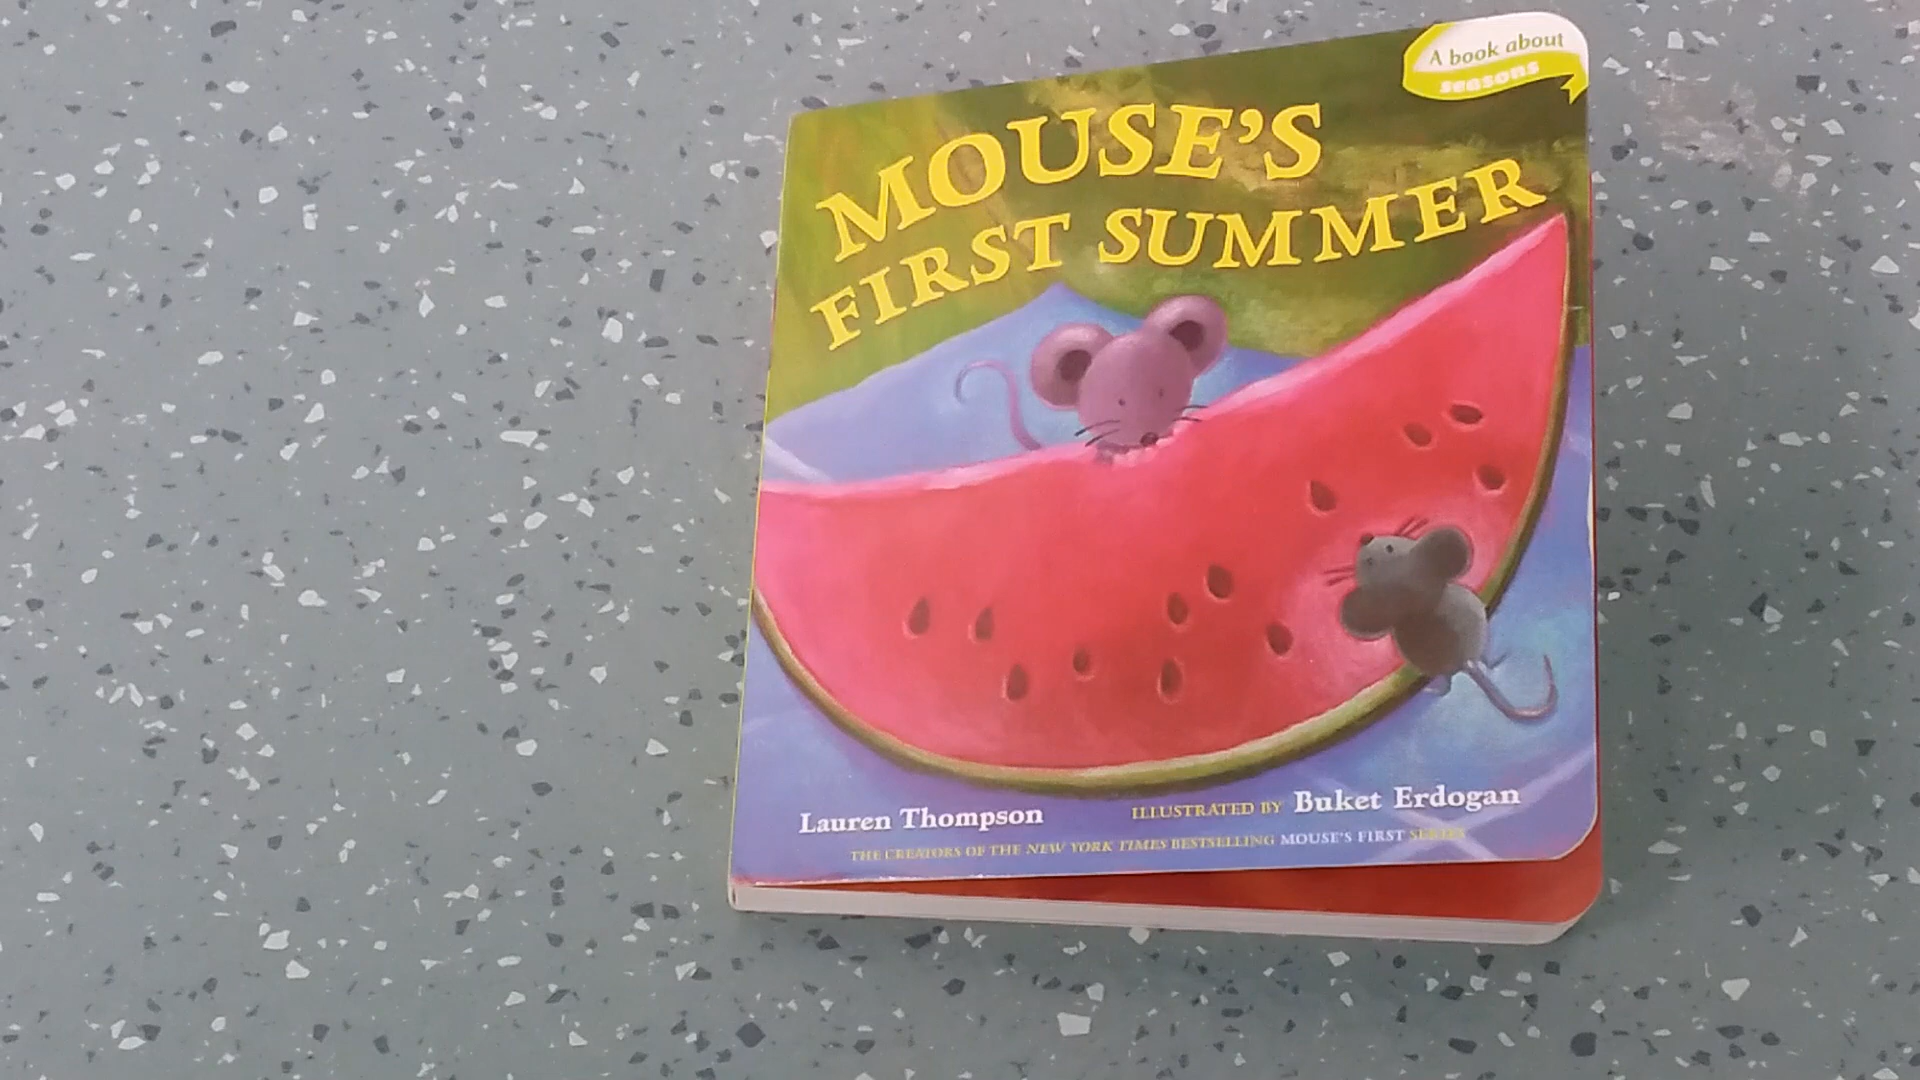 A book about
seasons
MOUSE'S
FIRST SUMMER
Lauren Thompson
ILLUSTRATED BY Buket Erdogan
THE CREATORS OF THE NEW YORK TIMES BESTSELLING MOUSE'S FIRST SERIES